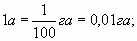 1а = 1/100 га = 0,01га;